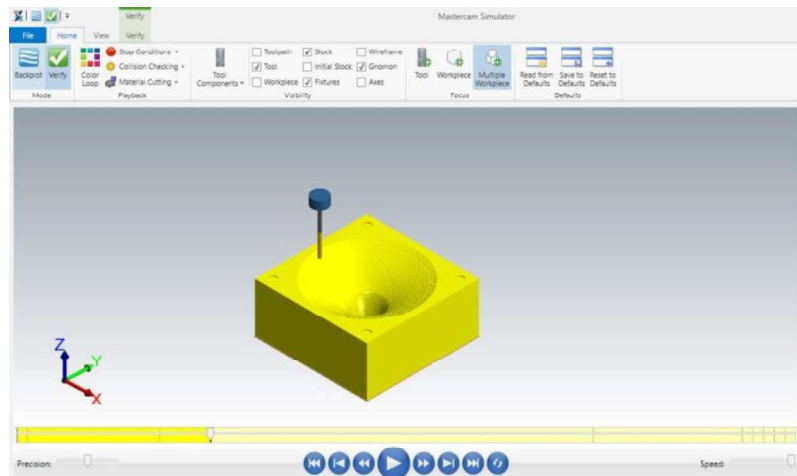 Verify
Mastercam Simulator
File
Home
View
Verify
Backplot
Verify
Mode
Color Loop
Stop Conditions
Collision Checking
Material Cutting
Playback
Tool Components
Toolpath
Stock
Wireframe
Tool
Initial Stock
Gnomon
Workpiece
Fixtures
Axes
Visibility
Tool
Workpiece
Multiple Workpiece
Focus
Read from Defaults
Save to Defaults
Reset to Defaults
Defaults
Z
Y
X
Precision:
Speed: